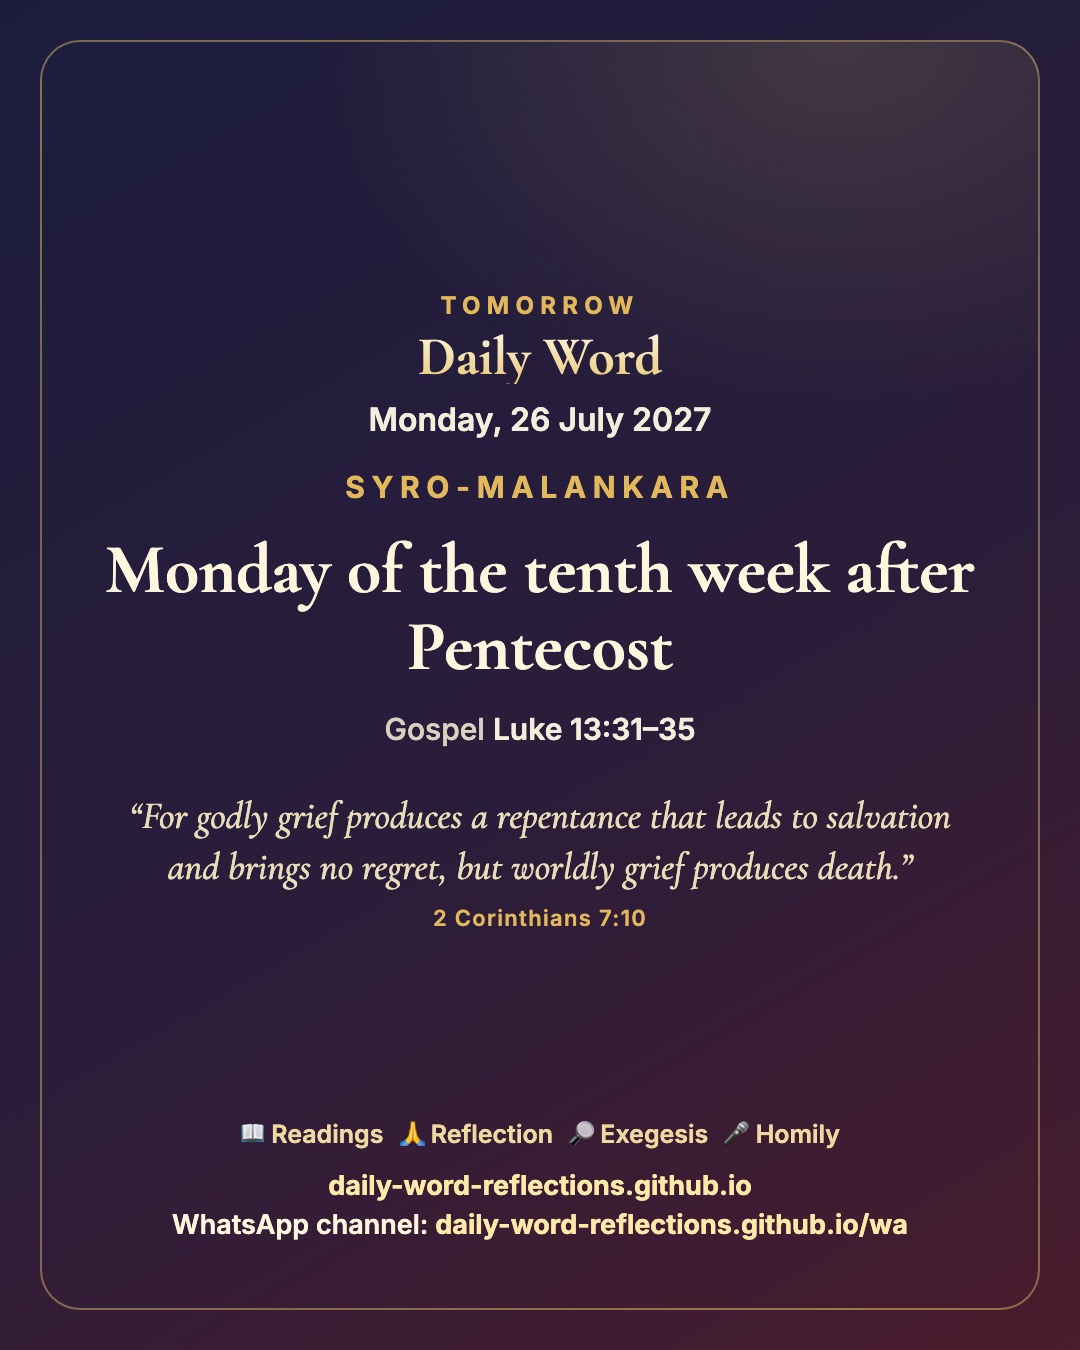 TOMORROW
Daily Word
Monday, 26 July 2027
SYRO-MALANKARA
Monday of the tenth week after
Pentecost
Gospel Luke 13:31–35
“For godly grief produces a repentance that leads to salvation
and brings no regret, but worldly grief produces death.”
2 Corinthians 7:10
📖 Readings 🙏 Reflection 🔎 Exegesis 🎤 Homily
daily-word-reflections.github.io
WhatsApp channel: daily-word-reflections.github.io/wa